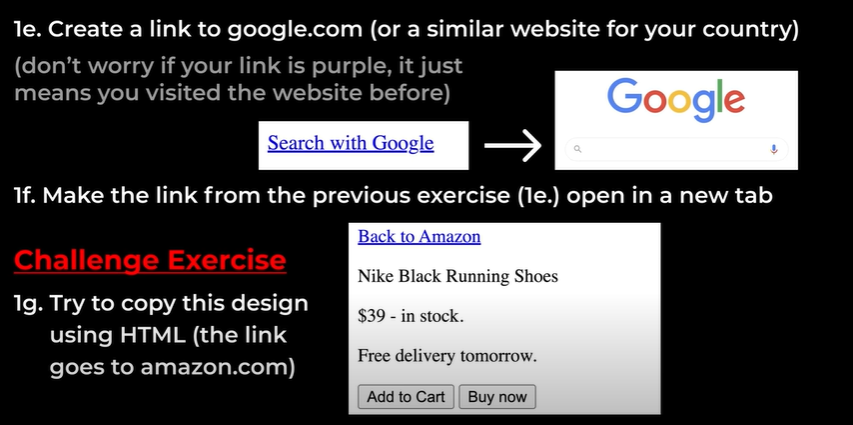 1e. Create a link to google.com (or a similar website for your country)
(don’t worry if your link is purple, it just
means you visited the website before)
Search with Google
Google
1f. Make the link from the previous exercise (1e.) open in a new tab
Challenge Exercise
1g. Try to copy this design
using HTML (the link
goes to amazon.com)
Back to Amazon
Nike Black Running Shoes
$39 - in stock.
Free delivery tomorrow.
Add to Cart
Buy now